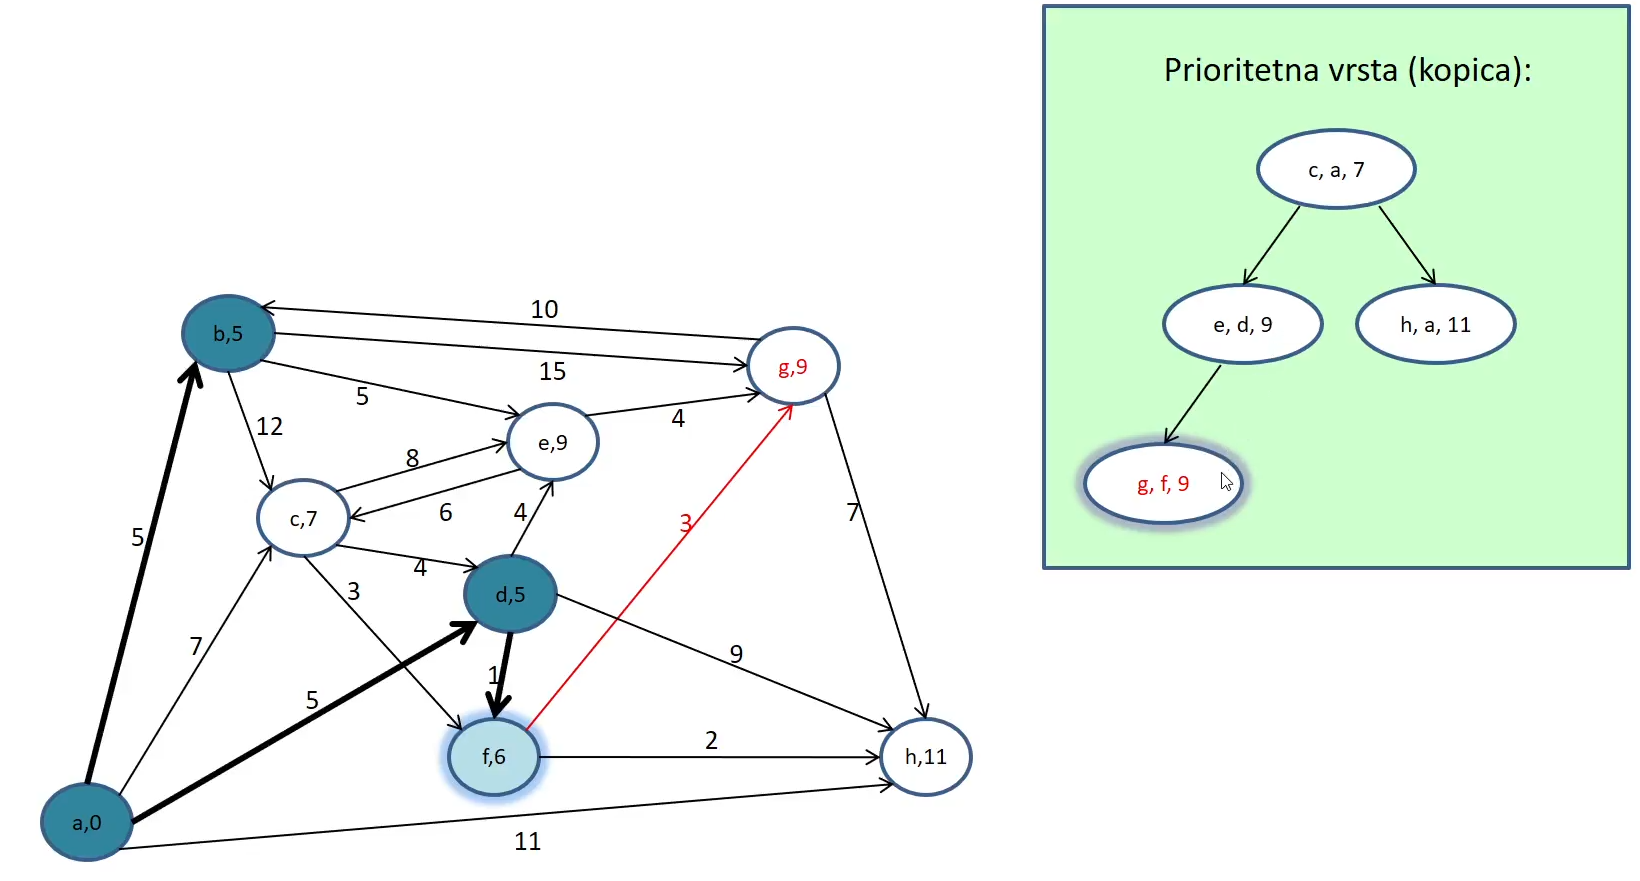 Prioritetna vrsta (kopica):
c, a, 7
e, d, 9
h, a, 11
g, f, 9
10
b,5
15
g,9
5
12
4
e,9
8
6
4
7
5
c,7
3
4
3
d,5
7
9
1
5
2
f,6
h,11
a,0
11